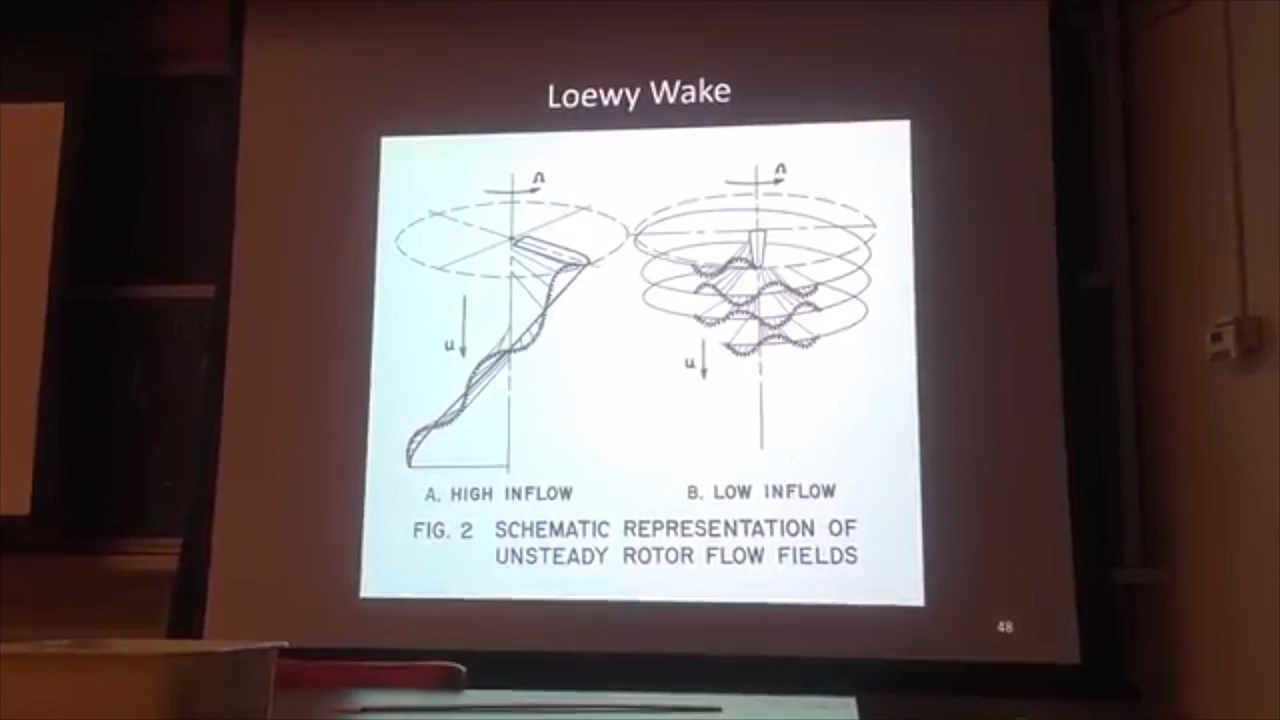 Loewy Wake
Ω
Ω
u
u
A. HIGH INFLOW
B. LOW INFLOW
FIG. 2 SCHEMATIC REPRESENTATION OF
UNSTEADY ROTOR FLOW FIELDS
48